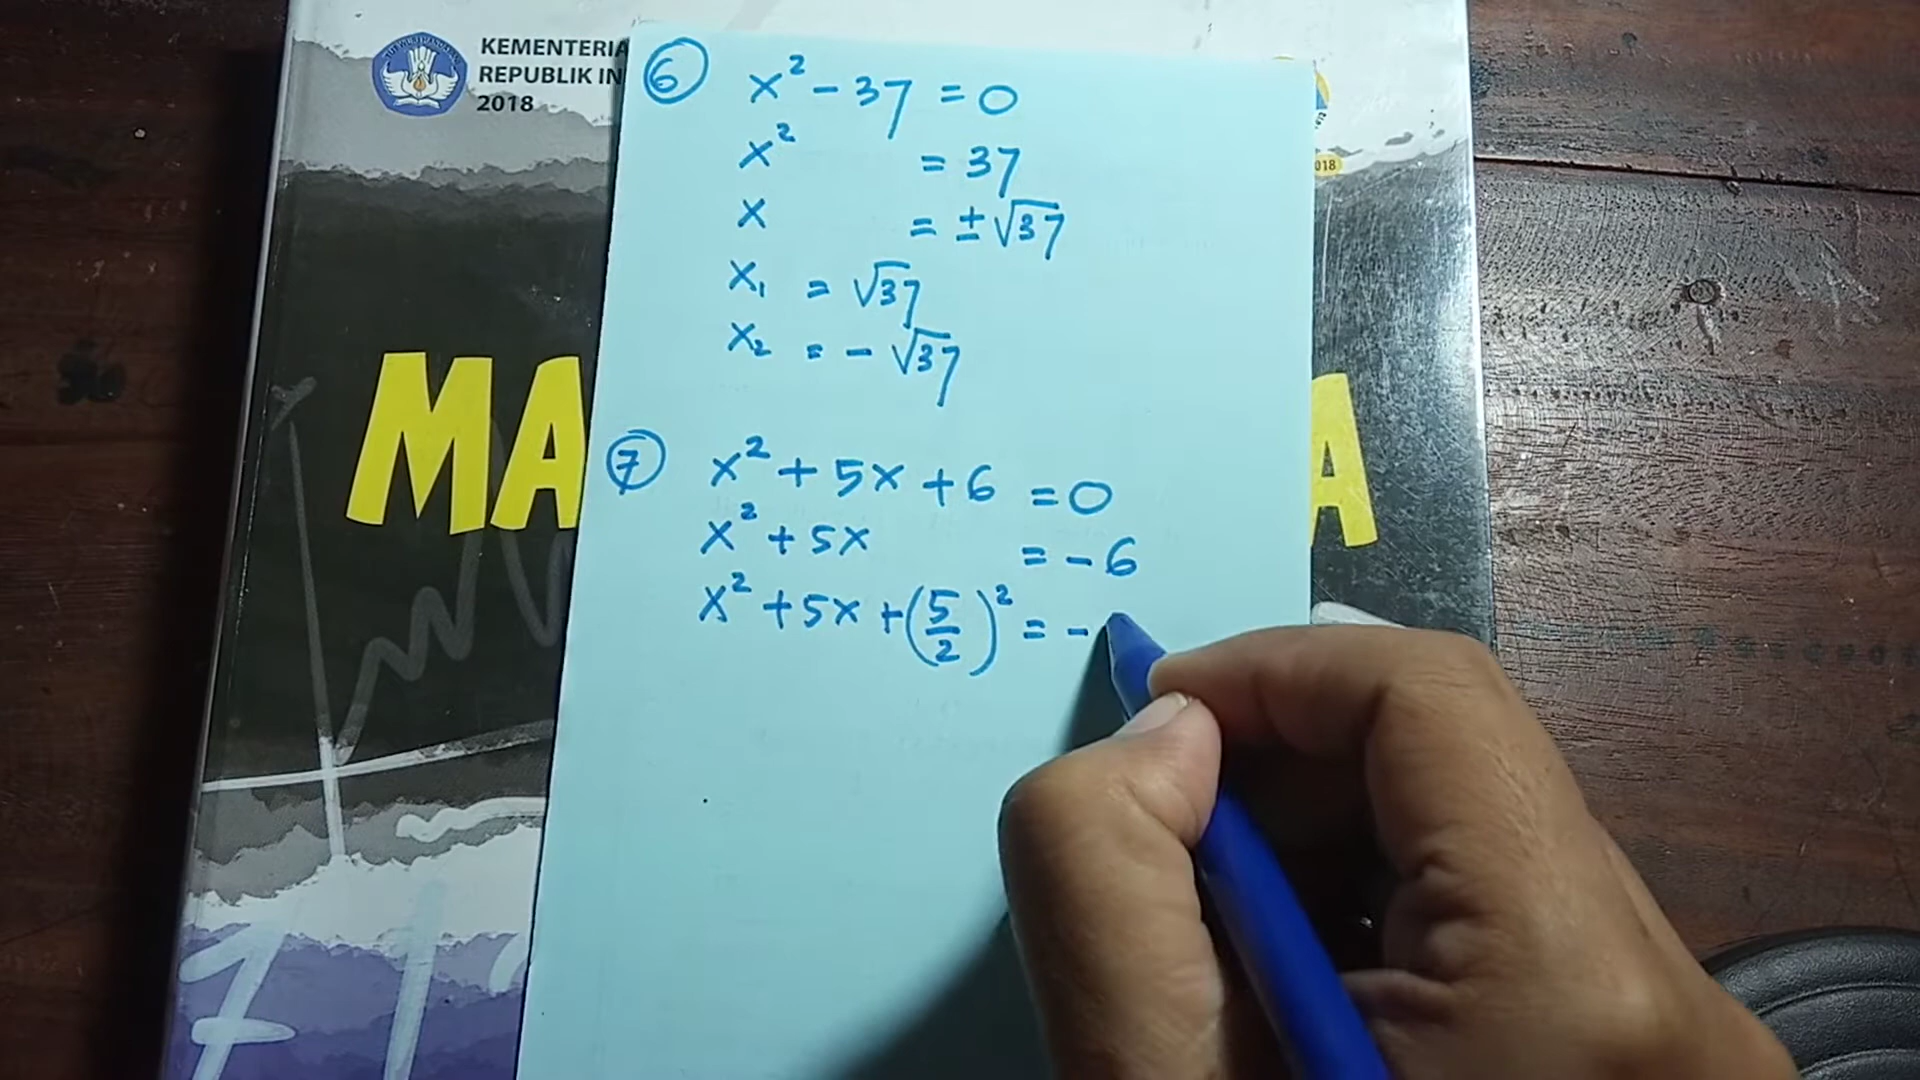 KEMENTERIA
REPUBLIK IN
2018
018
MA
A
⑥ x² - 37 = 0
x² = 37
x = ±√37
x₁ = √37
x₂ = - √37
⑦ x² + 5x + 6 = 0
x² + 5x = - 6
x² + 5x + (5/2)² = -